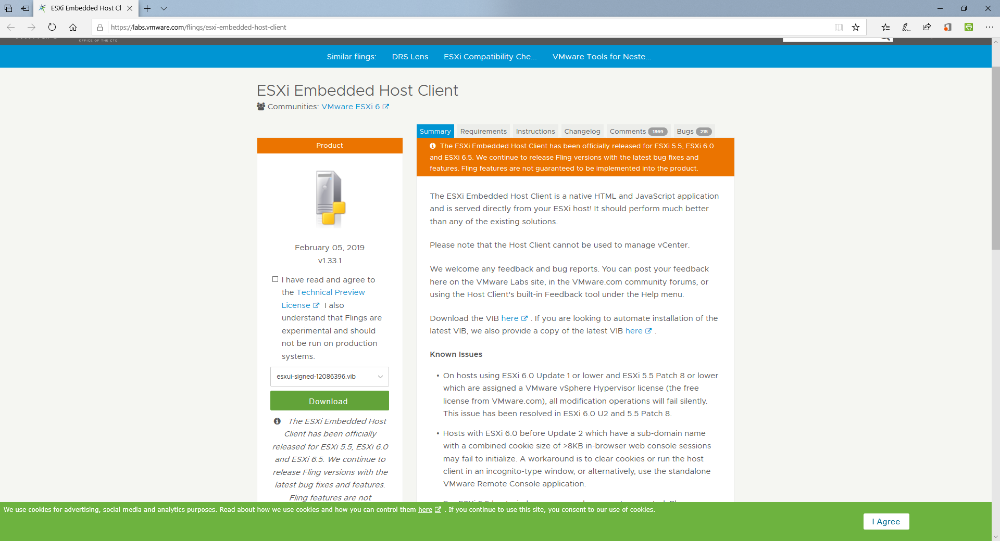 ESXi Embedded Host Cl
https://labs.vmware.com/flings/esxi-embedded-host-client
OFFICE OF THE CTO
Similar flings: DRS Lens ESXi Compatibility Che... VMware Tools for Neste...
ESXi Embedded Host Client
Communities: VMware ESXi 6
Product
February 05, 2019
v1.33.1
I have read and agree to
the Technical Preview
License I also
understand that Flings are
experimental and should
not be run on production
systems.
esxui-signed-12086396.vib
Download
The ESXi Embedded Host
Client has been officially
released for ESXi 5.5, ESXi 6.0
and ESXi 6.5. We continue to
release Fling versions with the
latest bug fixes and features.
Fling features are not
Summary Requirements Instructions Changelog Comments 1869 Bugs 215
The ESXi Embedded Host Client has been officially released for ESXi 5.5, ESXi 6.0
and ESXi 6.5. We continue to release Fling versions with the latest bug fixes and
features. Fling features are not guaranteed to be implemented into the product.
The ESXi Embedded Host Client is a native HTML and JavaScript application
and is served directly from your ESXi host! It should perform much better
than any of the existing solutions.
Please note that the Host Client cannot be used to manage vCenter.
We welcome any feedback and bug reports. You can post your feedback
here on the VMware Labs site, in the VMware.com community forums, or
using the Host Client's built-in Feedback tool under the Help menu.
Download the VIB here . If you are looking to automate installation of the
latest VIB, we also provide a copy of the latest VIB here .
Known Issues
• On hosts using ESXi 6.0 Update 1 or lower and ESXi 5.5 Patch 8 or lower
which are assigned a VMware vSphere Hypervisor license (the free
license from VMware.com), all modification operations will fail silently.
This issue has been resolved in ESXi 6.0 U2 and 5.5 Patch 8.
• Hosts with ESXi 6.0 before Update 2 which have a sub-domain name
with a combined cookie size of >8KB in-browser web console sessions
may fail to initialize. A workaround is to clear cookies or run the host
client in an incognito-type window, or alternatively, use the standalone
VMware Remote Console application.
We use cookies for advertising, social media and analytics purposes. Read about how we use cookies and how you can control them here . If you continue to use this site, you consent to our use of cookies.
I Agree